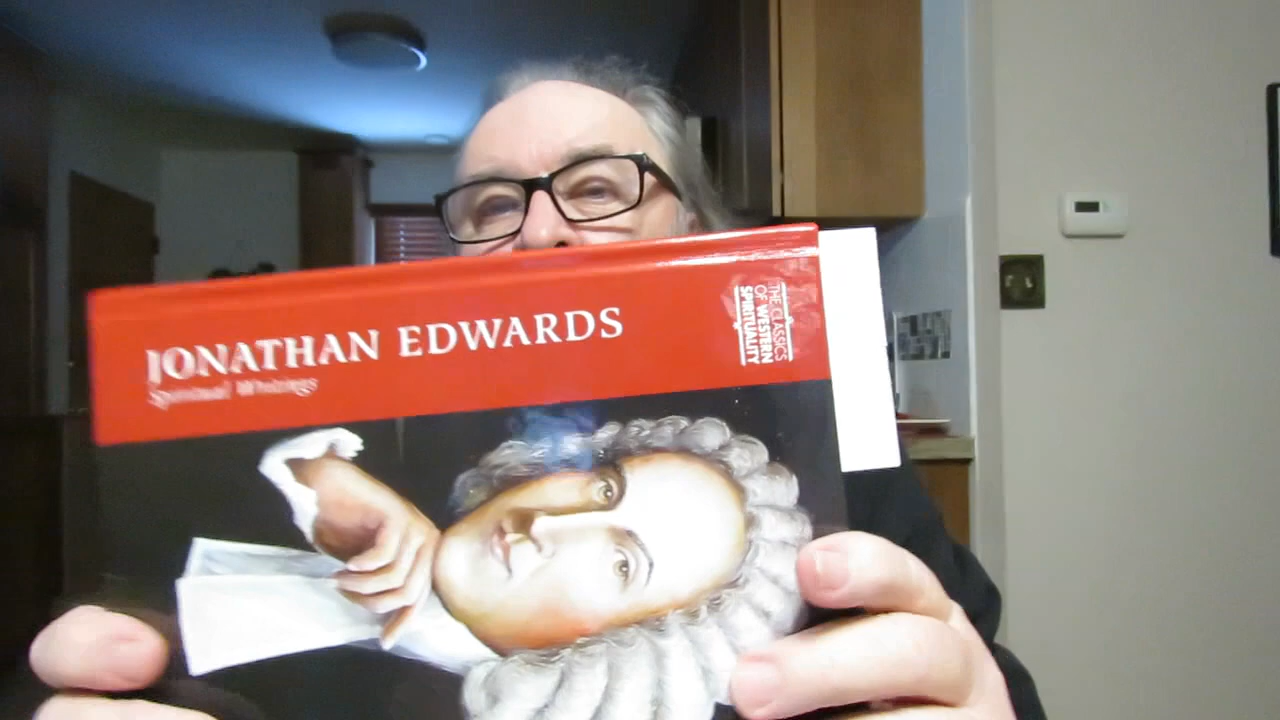 JONATHAN EDWARDS
Spiritual Writings
THE CLASSICS
OF WESTERN
SPIRITUALITY